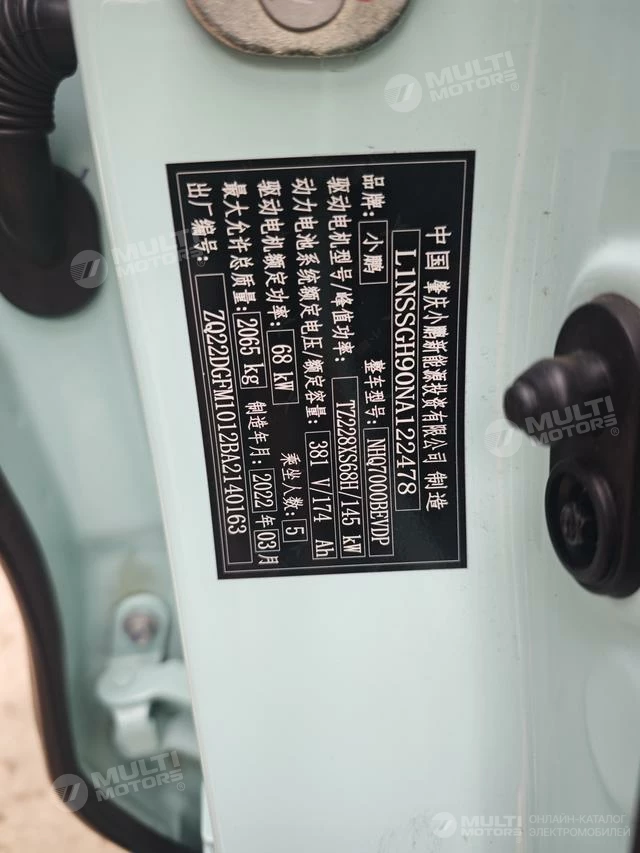 中国 肇庆小鹏新能源投资有限公司 制造
L1NSSGH90NA122478
品牌: 小鹏 整车型号: NHQ7000BEVDP
驱动电机型号/峰值功率: TZ228XS68H/145 kW
动力电池系统额定电压/额定容量: 381 V/174 Ah
驱动电机额定功率: 68 kW 乘坐人数: 5
最大允许总质量: 2065 kg 制造年月: 2022 年 03 月
出厂编号: ZQ22DGFM1012BA2140163
MULTI MOTORS
MULTI MOTORS
MULTI MOTORS
MULTI MOTORS
MULTI MOTORS ОНЛАЙН-КАТАЛОГ ЭЛЕКТРОМОБИЛЕЙ